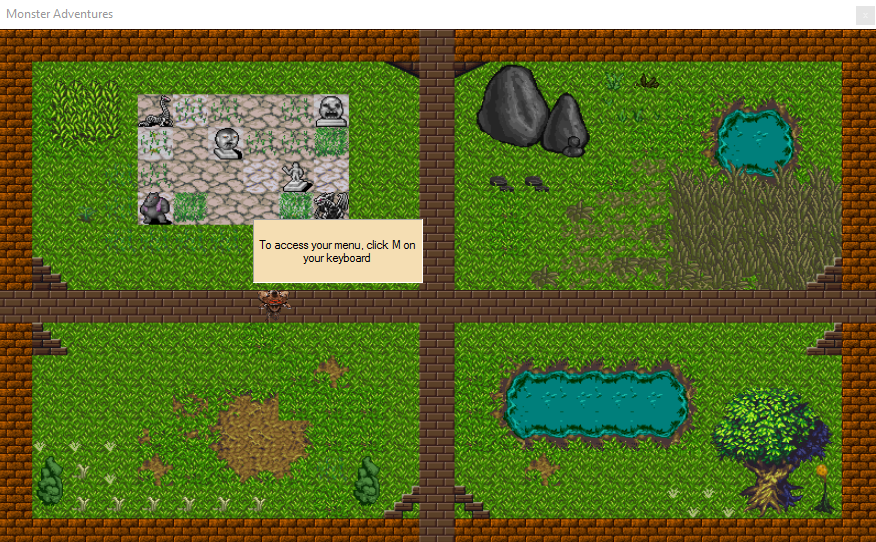 Monster Adventures
To access your menu, click M on
your keyboard